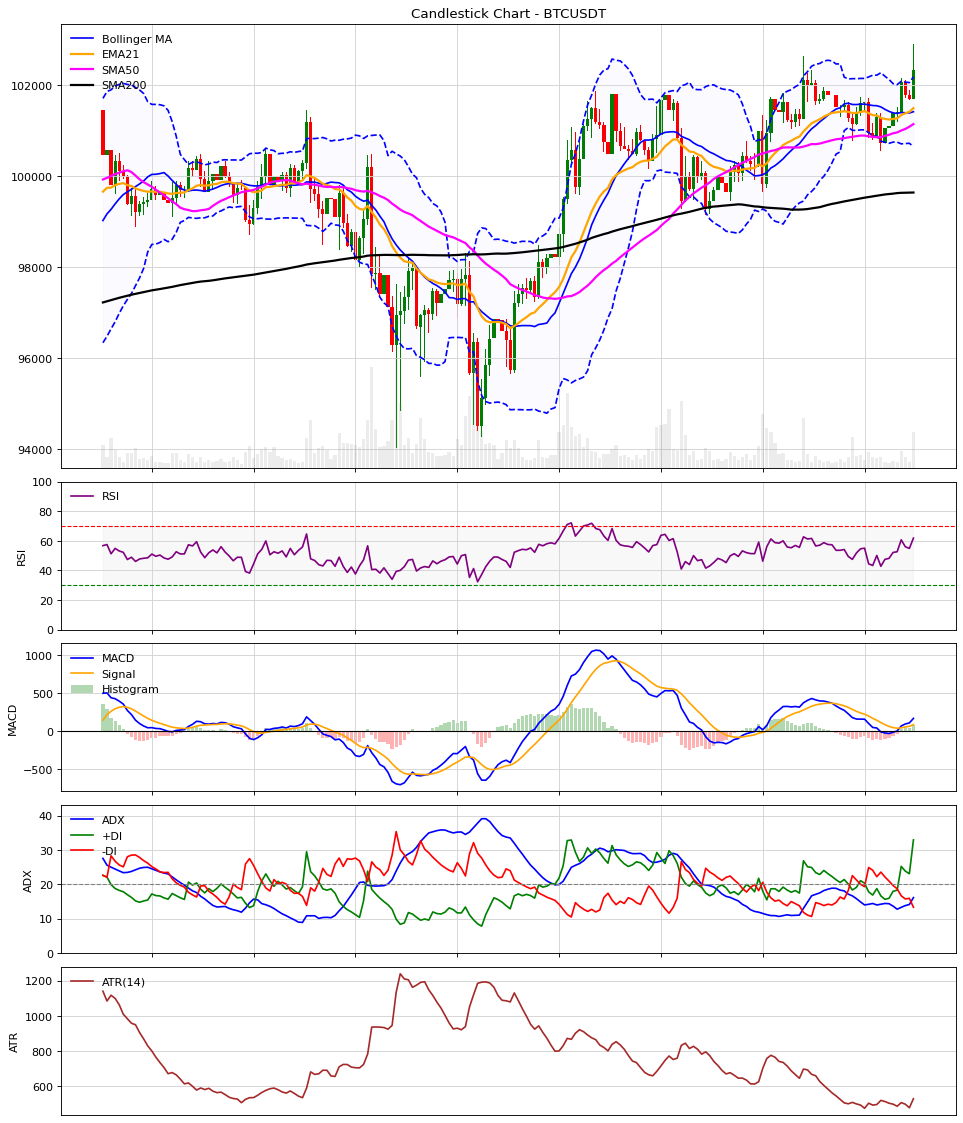 Candlestick Chart - BTCUSDT
Bollinger MA
EMA21
SMA50
SMA200
102000
100000
98000
96000
94000
RSI
100
80
60
40
20
0
RSI
MACD
Signal
Histogram
1000
500
0
−500
MACD
ADX
+DI
-DI
40
30
20
10
0
ADX
ATR(14)
1200
1000
800
600
ATR